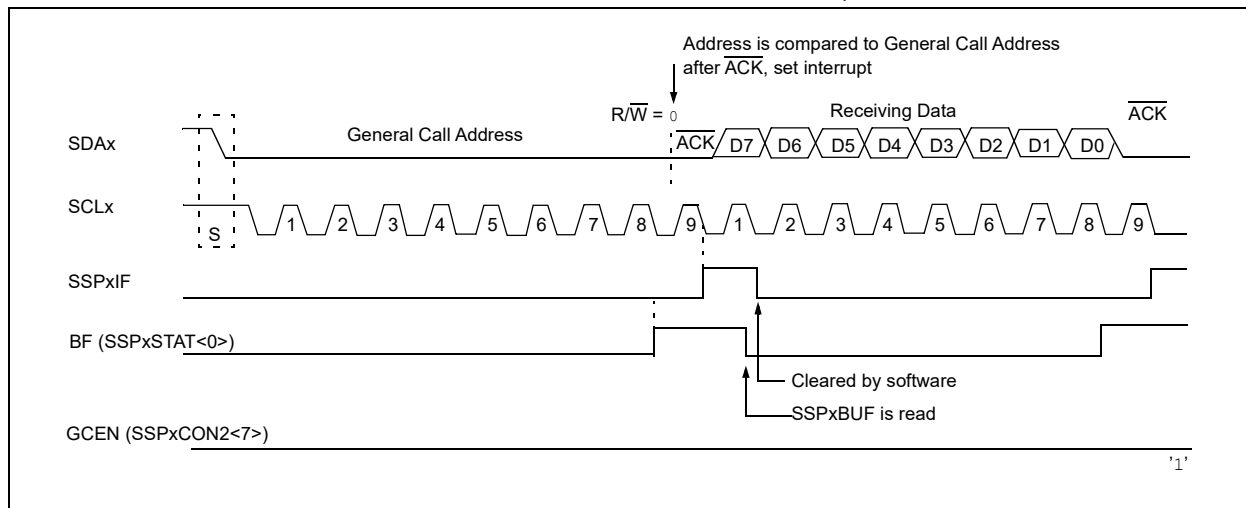 Address is compared to General Call Address
after ACK, set interrupt
R/W = 0
Receiving Data
ACK
SDAx
General Call Address
ACK
D7 D6 D5 D4 D3 D2 D1 D0
SCLx
S
1 2 3 4 5 6 7 8 9 1 2 3 4 5 6 7 8 9
SSPxIF
BF (SSPxSTAT<0>)
Cleared by software
SSPxBUF is read
GCEN (SSPxCON2<7>)
'1'